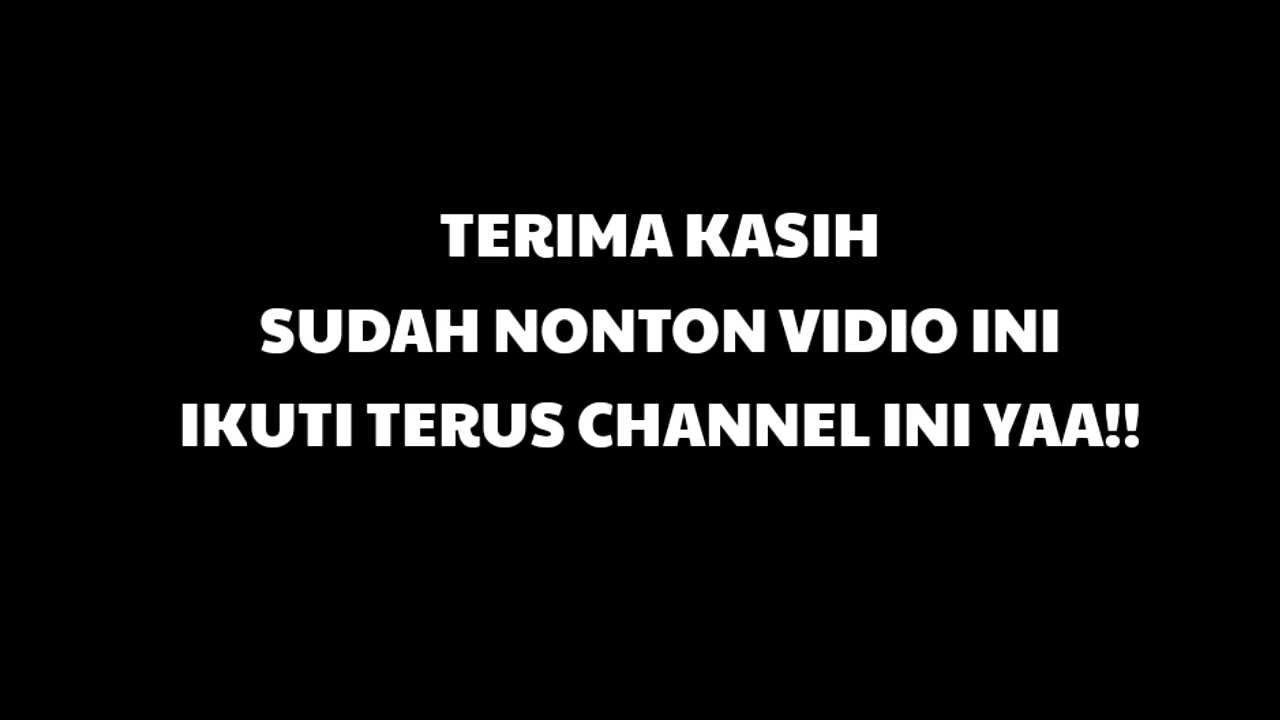 TERIMA KASIH
SUDAH NONTON VIDIO INI
IKUTI TERUS CHANNEL INI YAA!!